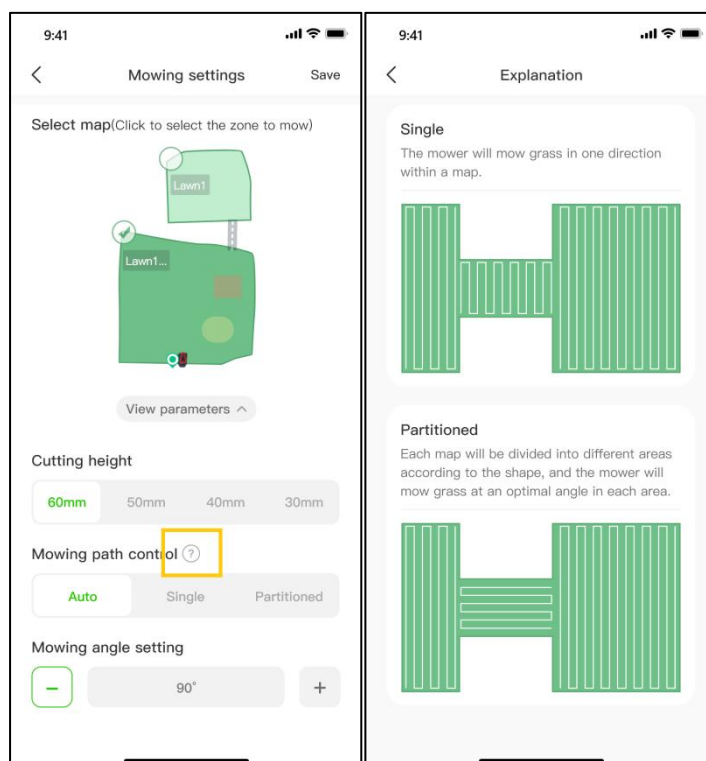 9:41
Mowing settings
Save
Select map(Click to select the zone to mow)
Lawn1
Lawn1...
View parameters
Cutting height
60mm
50mm
40mm
30mm
Mowing path control ?
Auto
Single
Partitioned
Mowing angle setting
−
90°
+
9:41
Explanation
Single
The mower will mow grass in one direction
within a map.
Partitioned
Each map will be divided into different areas
according to the shape, and the mower will
mow grass at an optimal angle in each area.